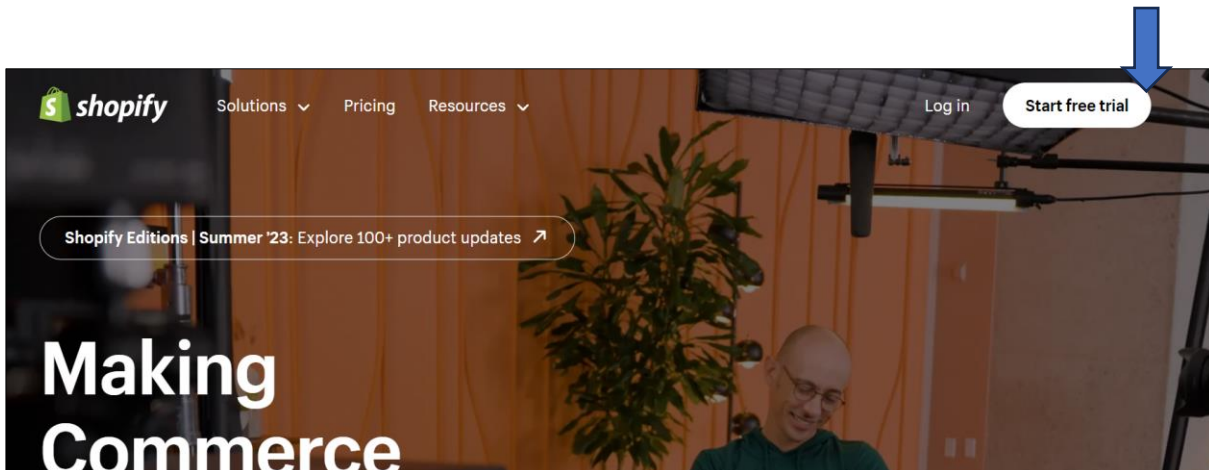 shopify Solutions Pricing Resources Log in Start free trial
Shopify Editions | Summer '23: Explore 100+ product updates ↗
Making
Commerce